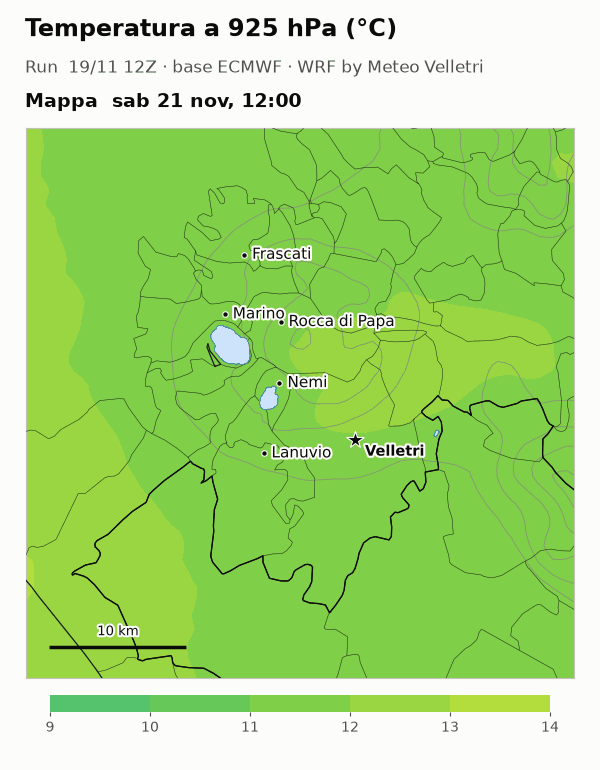 Temperatura a 925 hPa (°C)
Run  19/11 12Z · base ECMWF · WRF by Meteo Velletri
Mappa  sab 21 nov, 12:00
Frascati
Marino
Rocca di Papa
Nemi
Velletri
Lanuvio
10 km
9 10 11 12 13 14